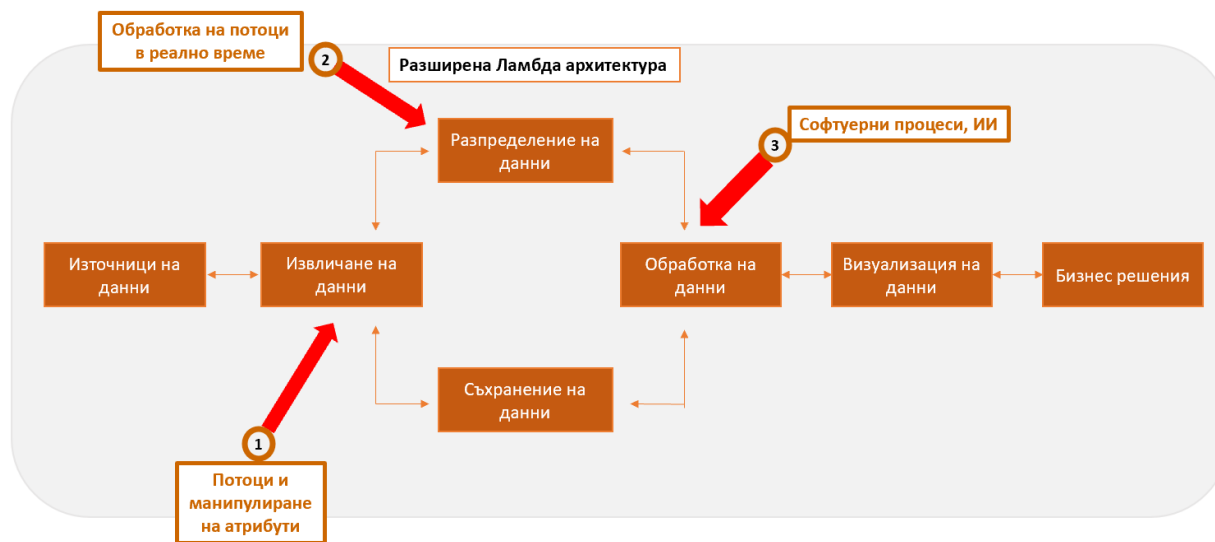 Обработка на потоци
в реално време
2
Разширена Ламбда архитектура
Софтуерни процеси, ИИ
3
Разпределение на
данни
Източници на
данни
Извличане на
данни
Обработка на
данни
Визуализация на
данни
Бизнес решения
Съхранение на
данни
1
Потоци и
манипулиране
на атрибути